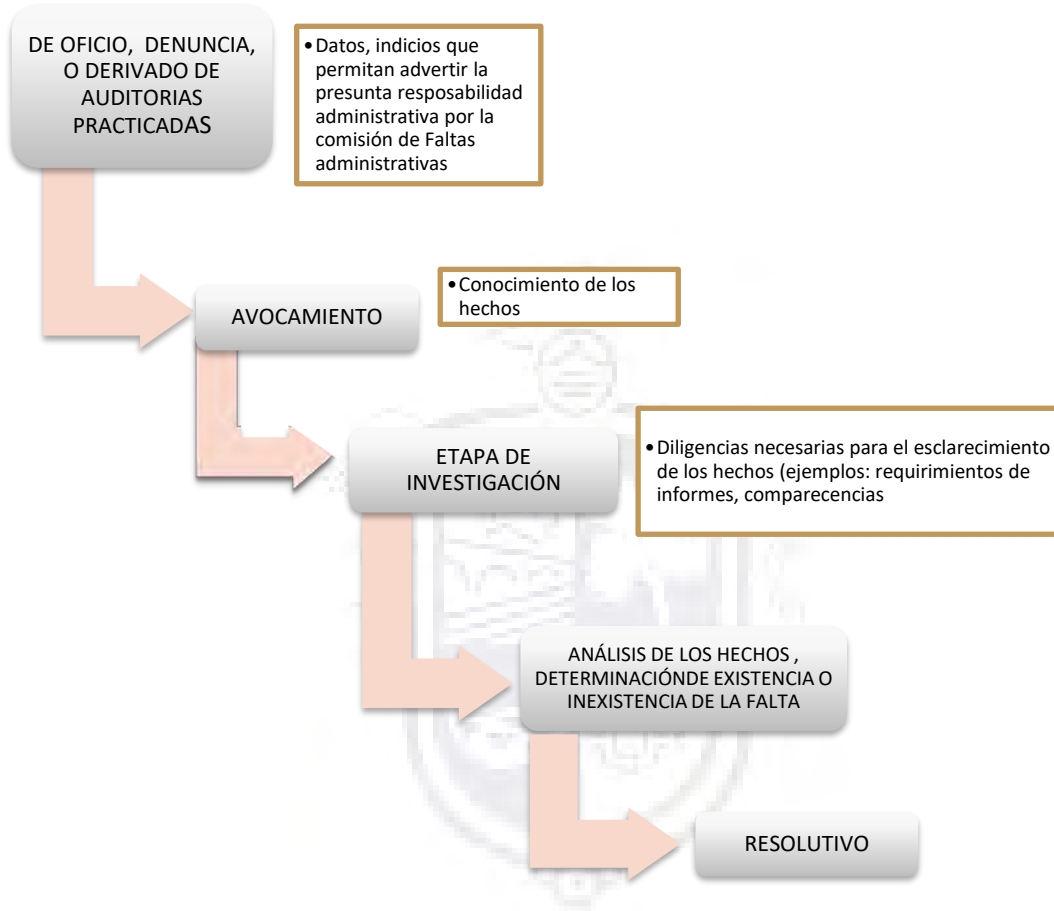 DE OFICIO, DENUNCIA,
O DERIVADO DE
AUDITORIAS
PRACTICADAS
•Datos, indicios que
permitan advertir la
presunta resposabilidad
administrativa por la
comisión de Faltas
administrativas
AVOCAMIENTO
•Conocimiento de los
hechos
ETAPA DE
INVESTIGACIÓN
•Diligencias necesarias para el esclarecimiento
de los hechos (ejemplos: requirimientos de
informes, comparecencias
ANÁLISIS DE LOS HECHOS ,
DETERMINACIÓNDE EXISTENCIA O
INEXISTENCIA DE LA FALTA
RESOLUTIVO